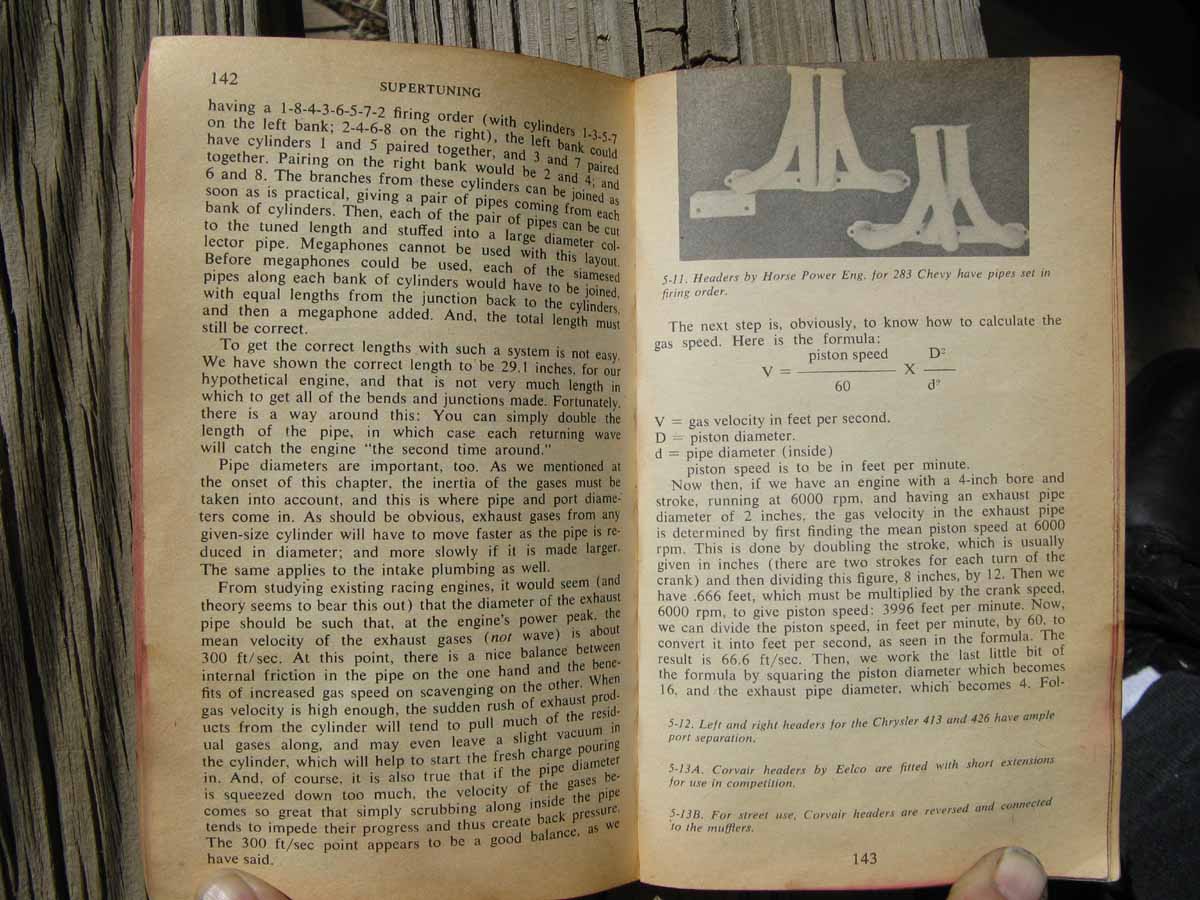 142
SUPERTUNING
having a 1-8-4-3-6-5-7-2 firing order (with cylinders 1-3-5-7
on the left bank; 2-4-6-8 on the right), the left bank could
have cylinders 1 and 5 paired together, and 3 and 7 paired
together. Pairing on the right bank would be 2 and 4; and
6 and 8. The branches from these cylinders can be joined as
soon as is practical, giving a pair of pipes coming from each
bank of cylinders. Then, each of the pair of pipes can be cut
to the tuned length and stuffed into a large diameter col-
lector pipe. Megaphones cannot be used with this layout.
Before megaphones could be used, each of the siamesed
pipes along each bank of cylinders would have to be joined,
with equal lengths from the junction back to the cylinders,
and then a megaphone added. And, the total length must
still be correct.
To get the correct lengths with such a system is not easy.
We have shown the correct length to be 29.1 inches, for our
hypothetical engine, and that is not very much length in
which to get all of the bends and junctions made. Fortunately,
there is a way around this: You can simply double the
length of the pipe, in which case each returning wave
will catch the engine "the second time around."
Pipe diameters are important, too. As we mentioned at
the onset of this chapter, the inertia of the gases must be
taken into account, and this is where pipe and port diame-
ters come in. As should be obvious, exhaust gases from any
given-size cylinder will have to move faster as the pipe is re-
duced in diameter; and more slowly if it is made larger.
The same applies to the intake plumbing as well.
From studying existing racing engines, it would seem (and
theory seems to bear this out) that the diameter of the exhaust
pipe should be such that, at the engine's power peak, the
mean velocity of the exhaust gases (not wave) is about
300 ft/sec. At this point, there is a nice balance between
internal friction in the pipe on the one hand and the bene-
fits of increased gas speed on scavenging on the other. When
gas velocity is high enough, the sudden rush of exhaust prod-
ucts from the cylinder will tend to pull much of the resid-
ual gases along, and may even leave a slight vacuum in
the cylinder, which will help to start the fresh charge pouring
in. And, of course, it is also true that if the pipe diameter
is squeezed down too much, the velocity of the gases be-
comes so great that simply scrubbing along inside the pipe
tends to impede their progress and thus create back pressure.
The 300 ft/sec point appears to be a good balance, as we
have said.
5-11. Headers by Horse Power Eng. for 283 Chevy have pipes set in
firing order.
The next step is, obviously, to know how to calculate the
gas speed. Here is the formula:
piston speed D²
V = ——— X ———
60 d²
V = gas velocity in feet per second.
D = piston diameter.
d = pipe diameter (inside)
piston speed is to be in feet per minute.
Now then, if we have an engine with a 4-inch bore and
stroke, running at 6000 rpm, and having an exhaust pipe
diameter of 2 inches, the gas velocity in the exhaust pipe
is determined by first finding the mean piston speed at 6000
rpm. This is done by doubling the stroke, which is usually
given in inches (there are two strokes for each turn of the
crank) and then dividing this figure, 8 inches, by 12. Then we
have .666 feet, which must be multiplied by the crank speed,
6000 rpm, to give piston speed: 3996 feet per minute. Now,
we can divide the piston speed, in feet per minute, by 60, to
convert it into feet per second, as seen in the formula. The
result is 66.6 ft/sec. Then, we work the last little bit of
the formula by squaring the piston diameter which becomes
16, and the exhaust pipe diameter, which becomes 4. Fol-
5-12. Left and right headers for the Chrysler 413 and 426 have ample
port separation.
5-13A. Corvair headers by Eelco are fitted with short extensions
for use in competition.
5-13B. For street use, Corvair headers are reversed and connected
to the mufflers.
143